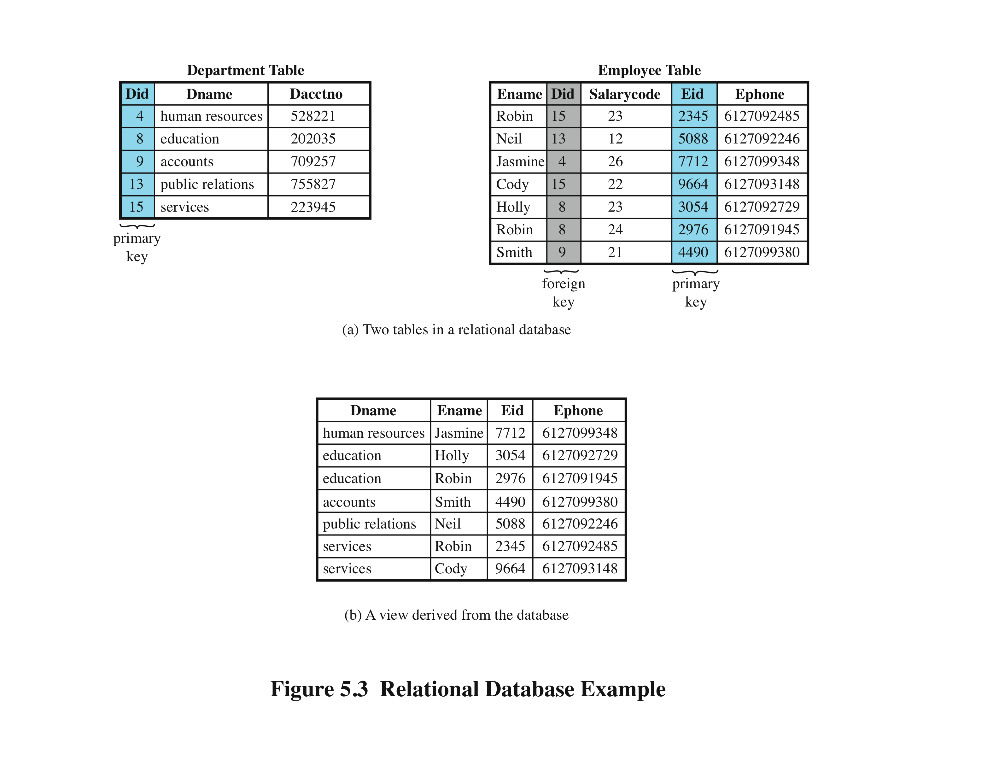 Department Table
Did Dname Dacctno
4 human resources 528221
8 education 202035
9 accounts 709257
13 public relations 755827
15 services 223945
primary
key
Employee Table
Ename Did Salarycode Eid Ephone
Robin 15 23 2345 6127092485
Neil 13 12 5088 6127092246
Jasmine 4 26 7712 6127099348
Cody 15 22 9664 6127093148
Holly 8 23 3054 6127092729
Robin 8 24 2976 6127091945
Smith 9 21 4490 6127099380
foreign
key
primary
key
(a) Two tables in a relational database
Dname Ename Eid Ephone
human resources Jasmine 7712 6127099348
education Holly 3054 6127092729
education Robin 2976 6127091945
accounts Smith 4490 6127099380
public relations Neil 5088 6127092246
services Robin 2345 6127092485
services Cody 9664 6127093148
(b) A view derived from the database
Figure 5.3 Relational Database Example